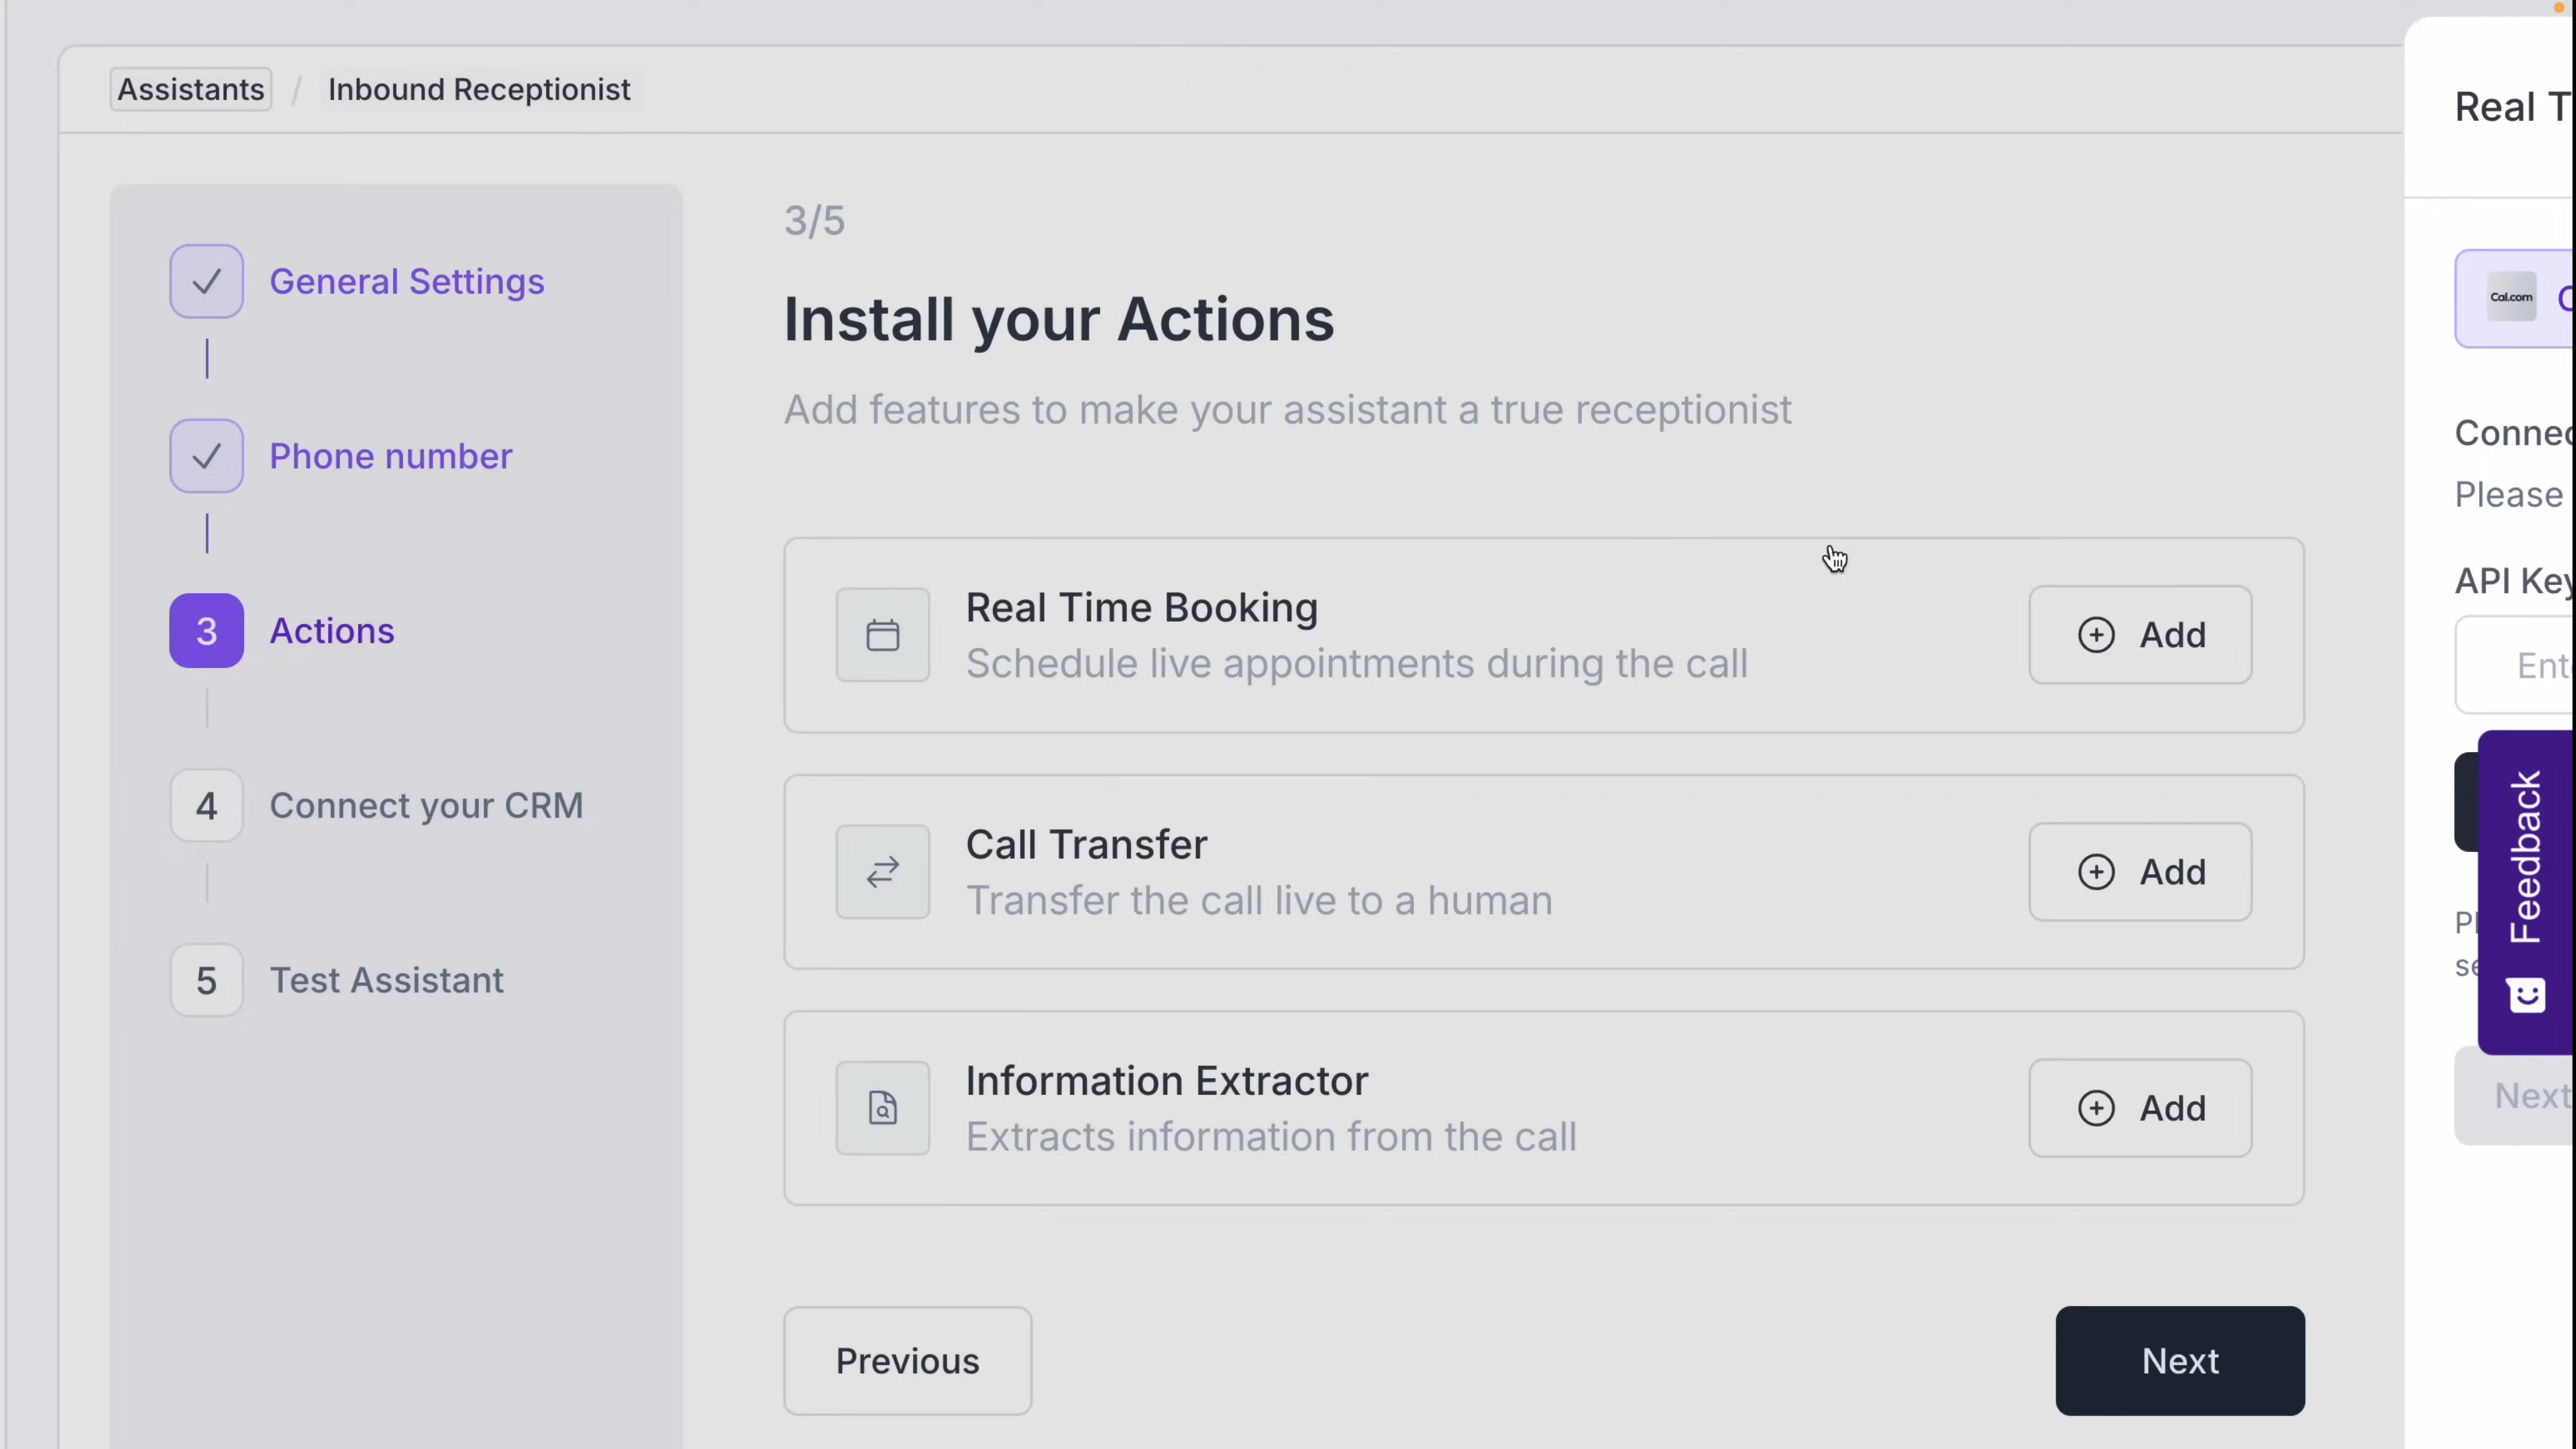 Assistants / Inbound Receptionist
General Settings
Phone number
3 Actions
4 Connect your CRM
5 Test Assistant
3/5
Install your Actions
Add features to make your assistant a true receptionist
Real Time Booking
Schedule live appointments during the call
Add
Call Transfer
Transfer the call live to a human
Add
Information Extractor
Extracts information from the call
Add
Previous
Next
Real
Cal.com
Please
API
Feedback
Next